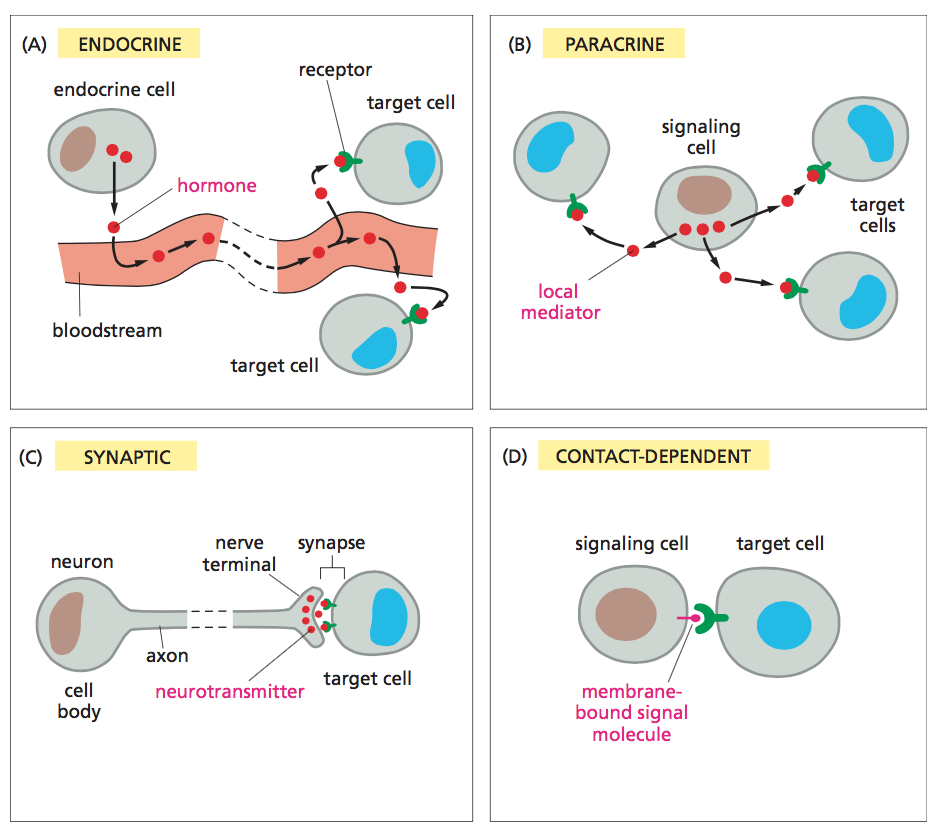 (A) ENDOCRINE
receptor
endocrine cell
target cell
hormone
bloodstream
target cell
(B) PARACRINE
signaling
cell
target
cells
local
mediator
(C) SYNAPTIC
nerve
terminal
synapse
neuron
axon
neurotransmitter
target cell
cell
body
(D) CONTACT-DEPENDENT
signaling cell
target cell
membrane-
bound signal
molecule